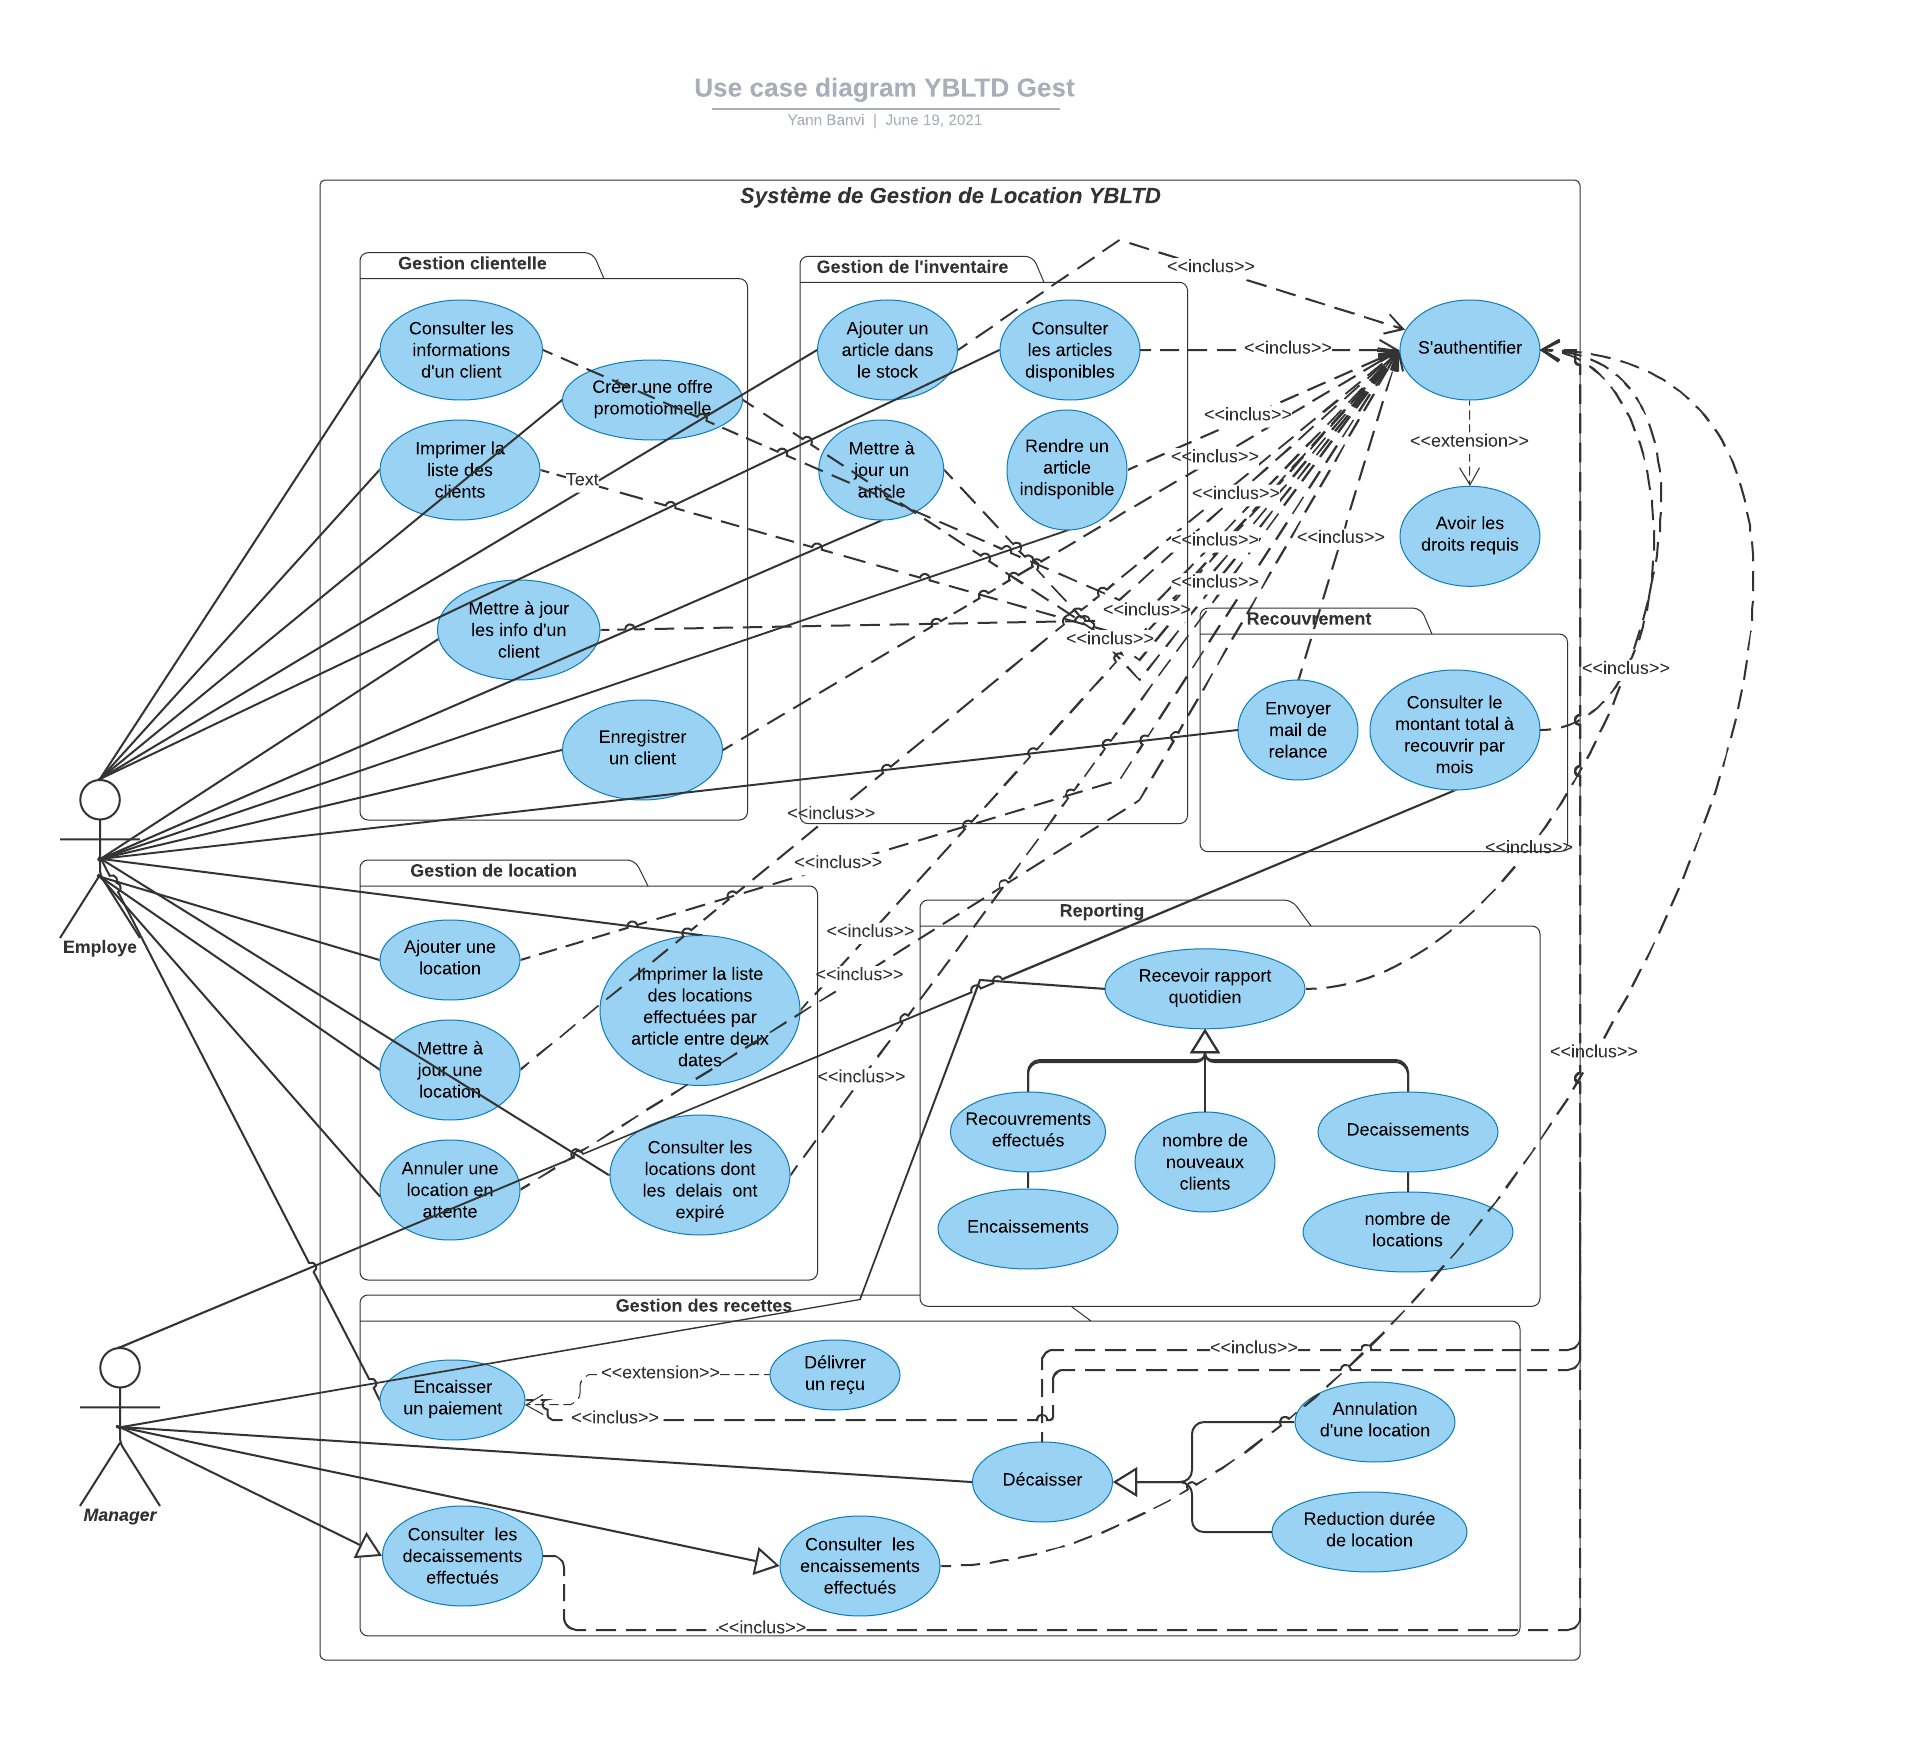 Use case diagram YBLTD Gest
Yann Banvi | June 19, 2021
Système de Gestion de Location YBLTD
Gestion clientelle
Consulter les
informations
d'un client
Créer une offre
promotionnelle
Imprimer la
liste des
clients
Text
Mettre à jour
les info d'un
client
Enregistrer
un client
Gestion de l'inventaire
Ajouter un
article dans
le stock
Consulter
les articles
disponibles
Mettre à
jour un
article
Rendre un
article
indisponible
<<inclus>>
<<inclus>>
<<inclus>>
<<inclus>>
<<inclus>>
<<inclus>>
<<inclus>>
<<inclus>>
<<inclus>>
<<inclus>>
S'authentifier
<<extension>>
Avoir les
droits requis
Recouvrement
Envoyer
mail de
relance
Consulter le
montant total à
recouvrir par
mois
<<inclus>>
<<inclus>>
<<inclus>>
Employe
<<inclus>>
<<inclus>>
<<inclus>>
<<inclus>>
<<inclus>>
Gestion de location
Ajouter une
location
Imprimer la liste
des locations
effectuées par
article entre deux
dates
Mettre à
jour une
location
Annuler une
location en
attente
Consulter les
locations dont
les delais ont
expiré
Reporting
Recevoir rapport
quotidien
Recouvrements
effectués
nombre de
nouveaux
clients
Decaissements
Encaissements
nombre de
locations
Gestion des recettes
Encaisser
un paiement
<<extension>>
Délivrer
un reçu
<<inclus>>
<<inclus>>
Annulation
d'une location
Décaisser
Reduction durée
de location
Manager
Consulter les
decaissements
effectués
Consulter les
encaissements
effectués
<<inclus>>